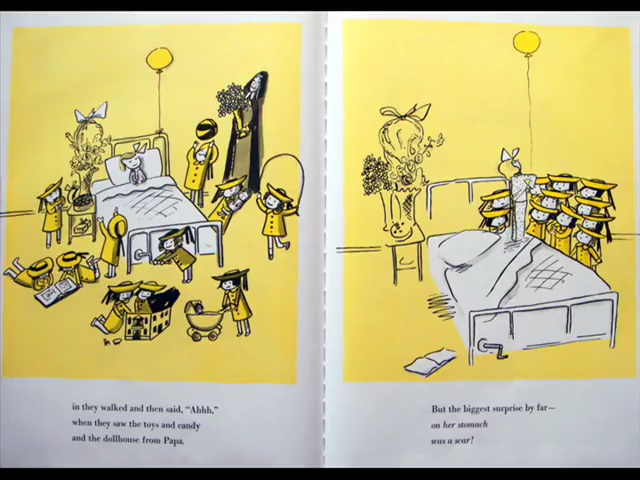 in they walked and then said, “Ahhh,”
when they saw the toys and candy
and the dollhouse from Papa.
But the biggest surprise by far—
on her stomach
was a scar!